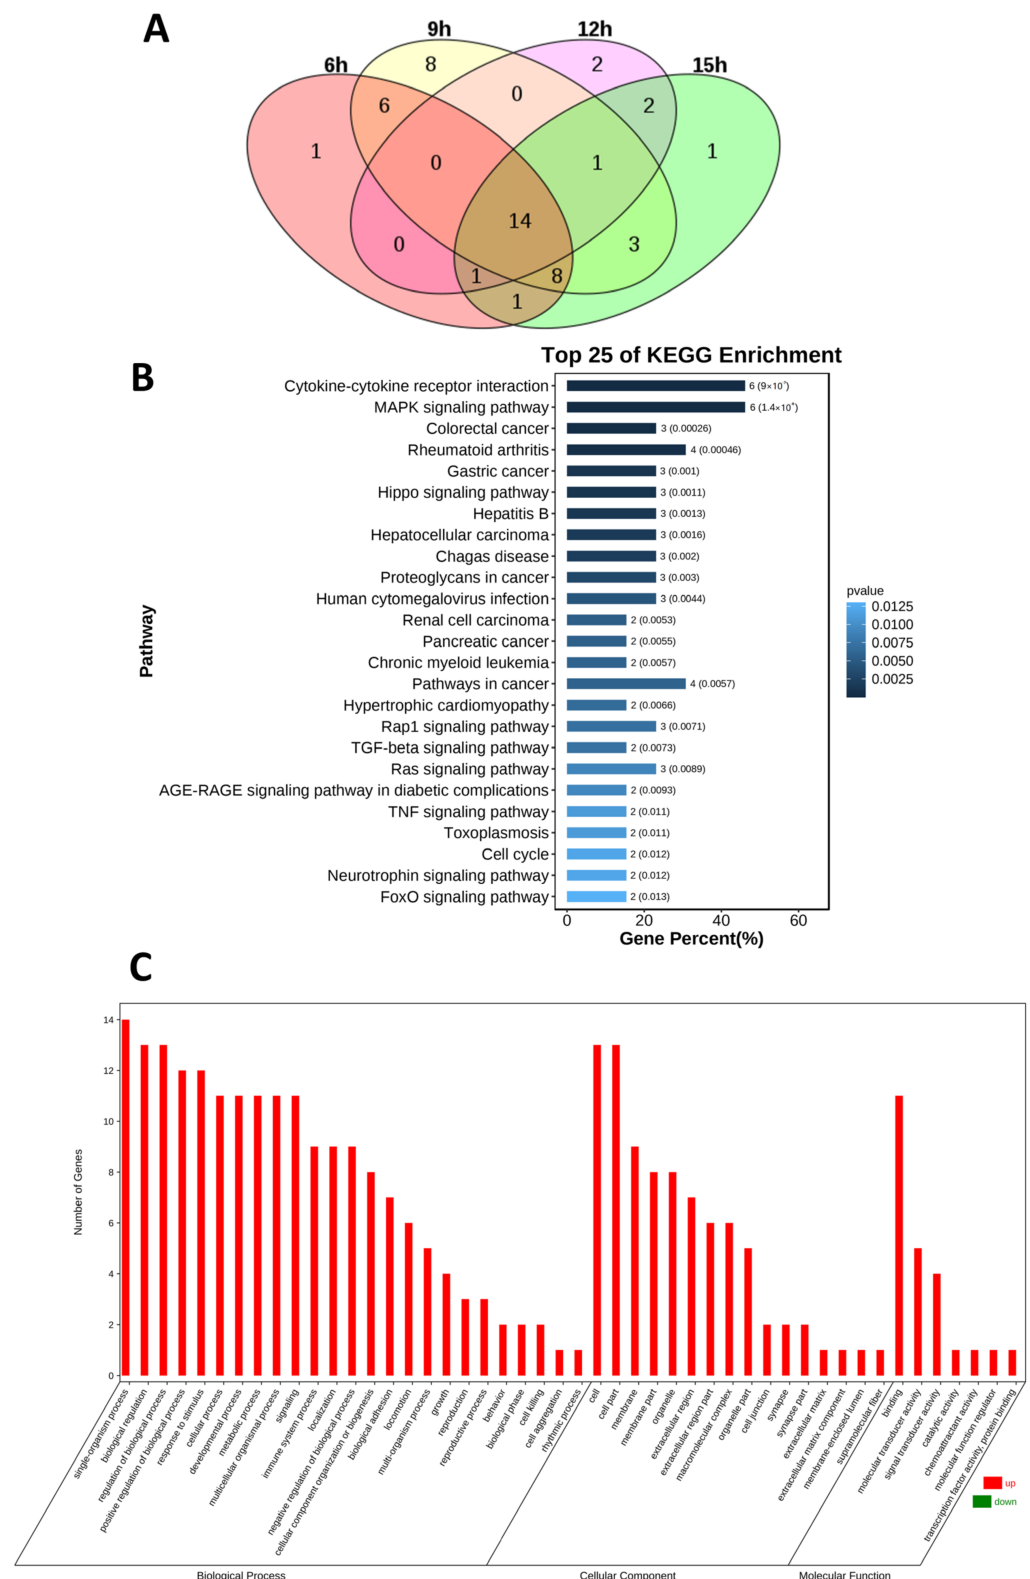 A
6h
9h
12h
15h
8
2
6
0
2
1
0
1
1
14
0
3
1
8
1
B
Top 25 of KEGG Enrichment
Pathway
Cytokine-cytokine receptor interaction
MAPK signaling pathway
Colorectal cancer 3 (0.00026)
Rheumatoid arthritis 4 (0.00046)
Gastric cancer 3 (0.001)
Hippo signaling pathway 3 (0.0011)
Hepatitis B 3 (0.0013)
Hepatocellular carcinoma 3 (0.0016)
Chagas disease 3 (0.002)
Proteoglycans in cancer 3 (0.003)
Human cytomegalovirus infection 3 (0.0044)
Renal cell carcinoma 2 (0.0053)
Pancreatic cancer 2 (0.0055)
Chronic myeloid leukemia 2 (0.0057)
Pathways in cancer 4 (0.0057)
Hypertrophic cardiomyopathy 2 (0.0066)
Rap1 signaling pathway 3 (0.0071)
TGF-beta signaling pathway 2 (0.0073)
Ras signaling pathway 3 (0.0089)
AGE-RAGE signaling pathway in diabetic complications 2 (0.0093)
TNF signaling pathway 2 (0.011)
Toxoplasmosis 2 (0.011)
Cell cycle 2 (0.012)
Neurotrophin signaling pathway 2 (0.012)
FoxO signaling pathway 2 (0.013)
0 20 40 60
Gene Percent(%)
pvalue
0.0125
0.0100
0.0075
0.0050
0.0025
C
Number of Genes
14
12
10
8
6
4
2
0
single-organism process
biological regulation
regulation of biological process
positive regulation of biological process
response to stimulus
cellular process
developmental process
metabolic process
multicellular organismal process
signaling
immune system process
localization
negative regulation of biological process
cellular component organization or biogenesis
biological adhesion
locomotion
multi-organism process
growth
reproduction
reproductive process
behavior
biological phase
cell killing
cell aggregation
rhythmic process
cell
cell part
membrane
membrane part
organelle
extracellular region
extracellular region part
macromolecular complex
organelle part
cell junction
synapse
synapse part
extracellular matrix
extracellular matrix component
membrane-enclosed lumen
supramolecular fiber
binding
molecular transducer activity
signal transducer activity
catalytic activity
chemoattractant activity
molecular function regulator
transcription factor activity, protein binding
up
down
Biological Process
Cellular Component
Molecular Function